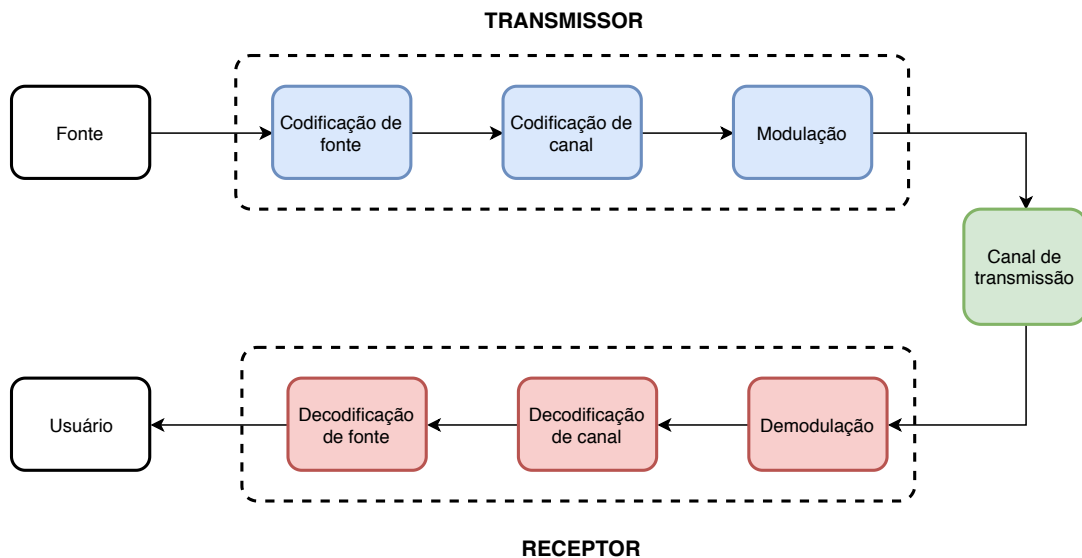 TRANSMISSOR
Fonte
Codificação de
fonte
Codificação de
canal
Modulação
Canal de
transmissão
Usuário
Decodificação
de fonte
Decodificação
de canal
Demodulação
RECEPTOR